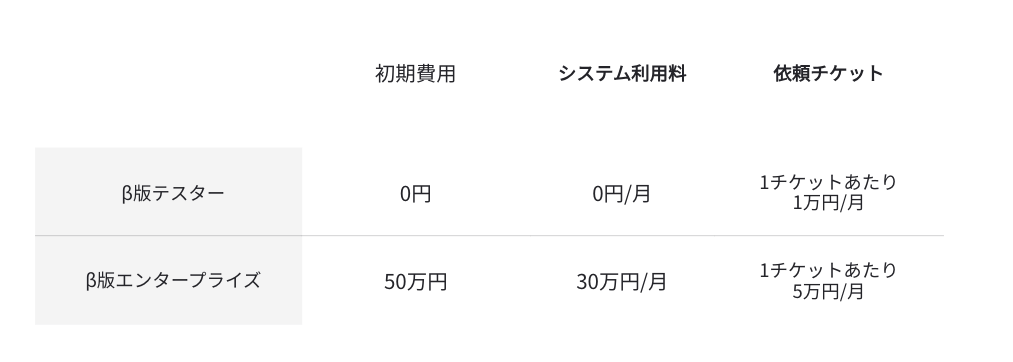 初期費用 システム利用料 依頼チケット
β版テスター 0円 0円/月 1チケットあたり
1万円/月
β版エンタープライズ 50万円 30万円/月 1チケットあたり
5万円/月